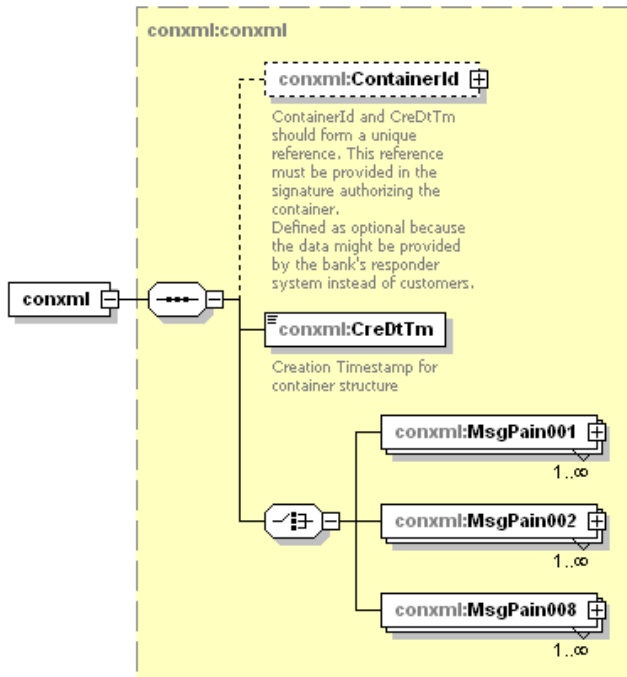 conxml:conxml
conxml:ContainerId
ContainerId and CreDtTm
should form a unique
reference. This reference
must be provided in the
signature authorizing the
container.
Defined as optional because
the data might be provided
by the bank's responder
system instead of customers.
conxml
conxml:CreDtTm
Creation Timestamp for
container structure
conxml:MsgPain001
1..∞
conxml:MsgPain002
1..∞
conxml:MsgPain008
1..∞